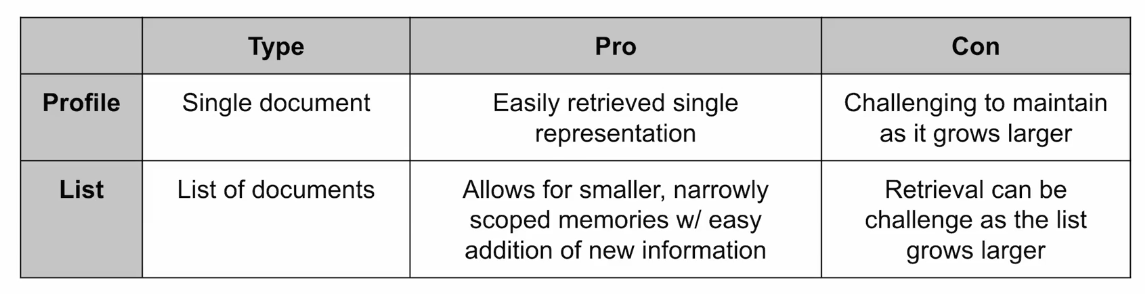 Type Pro Con
Profile Single document Easily retrieved single representation Challenging to maintain as it grows larger
List List of documents Allows for smaller, narrowly scoped memories w/ easy addition of new information Retrieval can be challenge as the list grows larger